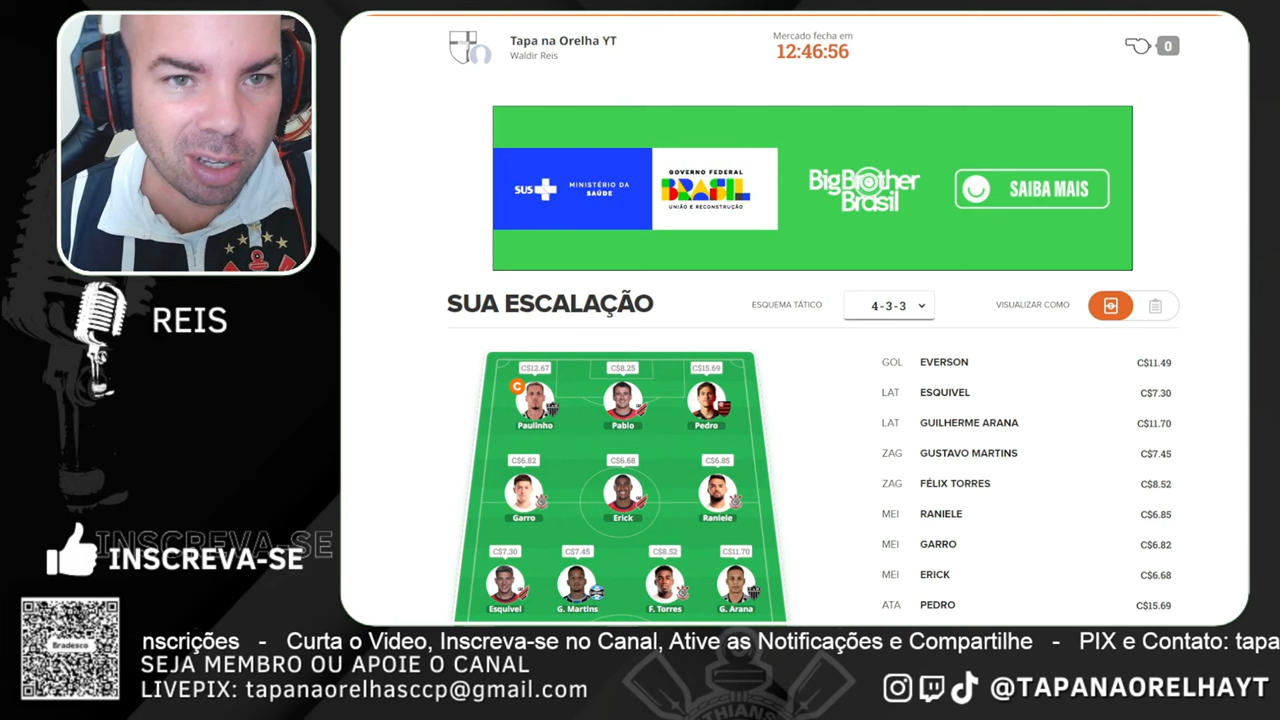 Tapa na Orelha YT
Waldir Reis
Mercado fecha em
12:46:56
0
SUS
MINISTÉRIO DA
SAÚDE
GOVERNO FEDERAL
BRASIL
UNIÃO E RECONSTRUÇÃO
Big Brother
Brasil
SAIBA MAIS
REIS
SUA ESCALAÇÃO
ESQUEMA TÁTICO
4-3-3
VISUALIZAR COMO
C$12.67
C$8.25
C$15.69
C
Paulinho
Pablo
Pedro
C$6.82
C$6.68
C$6.85
Garro
Erick
Raniele
C$7.30
C$7.45
C$8.52
C$11.70
Esquivel
G. Martins
F. Torres
G. Arana
GOL EVERSON C$11.49
LAT ESQUIVEL C$7.30
LAT GUILHERME ARANA C$11.70
ZAG GUSTAVO MARTINS C$7.45
ZAG FÉLIX TORRES C$8.52
MEI RANIELE C$6.85
MEI GARRO C$6.82
MEI ERICK C$6.68
ATA PEDRO C$15.69
INSCREVA-SE
INSCREVA-SE
Bradesco
nscrições - Curta o Video, Inscreva-se no Canal, Ative as Notificações e Compartilhe - PIX e Contato: tapa
SEJA MEMBRO OU APOIE O CANAL
LIVEPIX: tapanaorelhasccp@gmail.com
@TAPANAORELHAYT